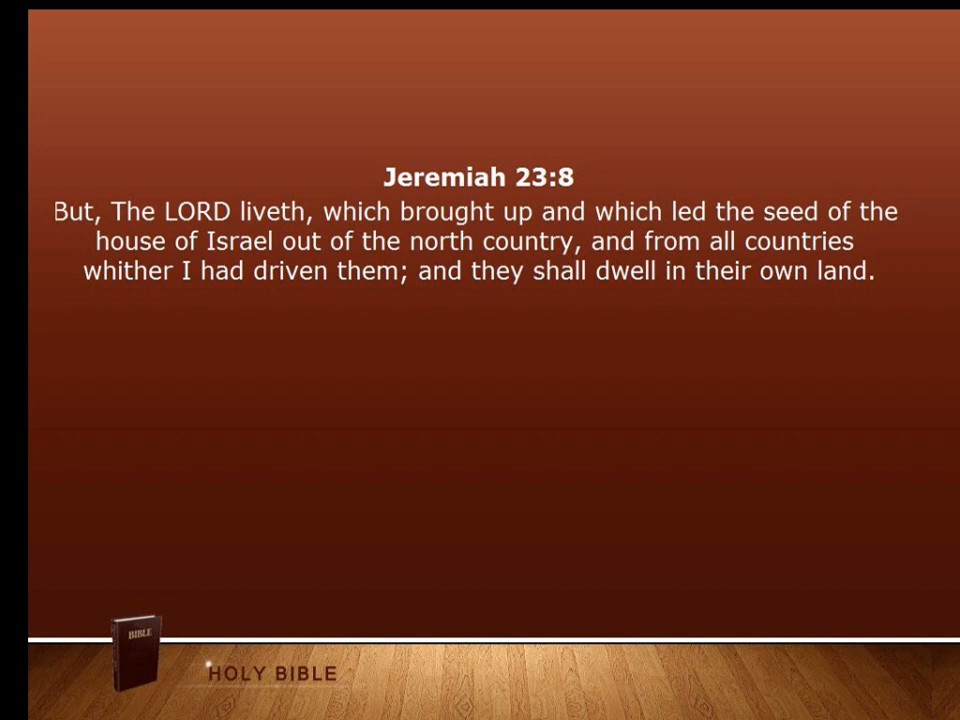 Jeremiah 23:8
But, The LORD liveth, which brought up and which led the seed of the
house of Israel out of the north country, and from all countries
whither I had driven them; and they shall dwell in their own land.
BIBLE
HOLY BIBLE